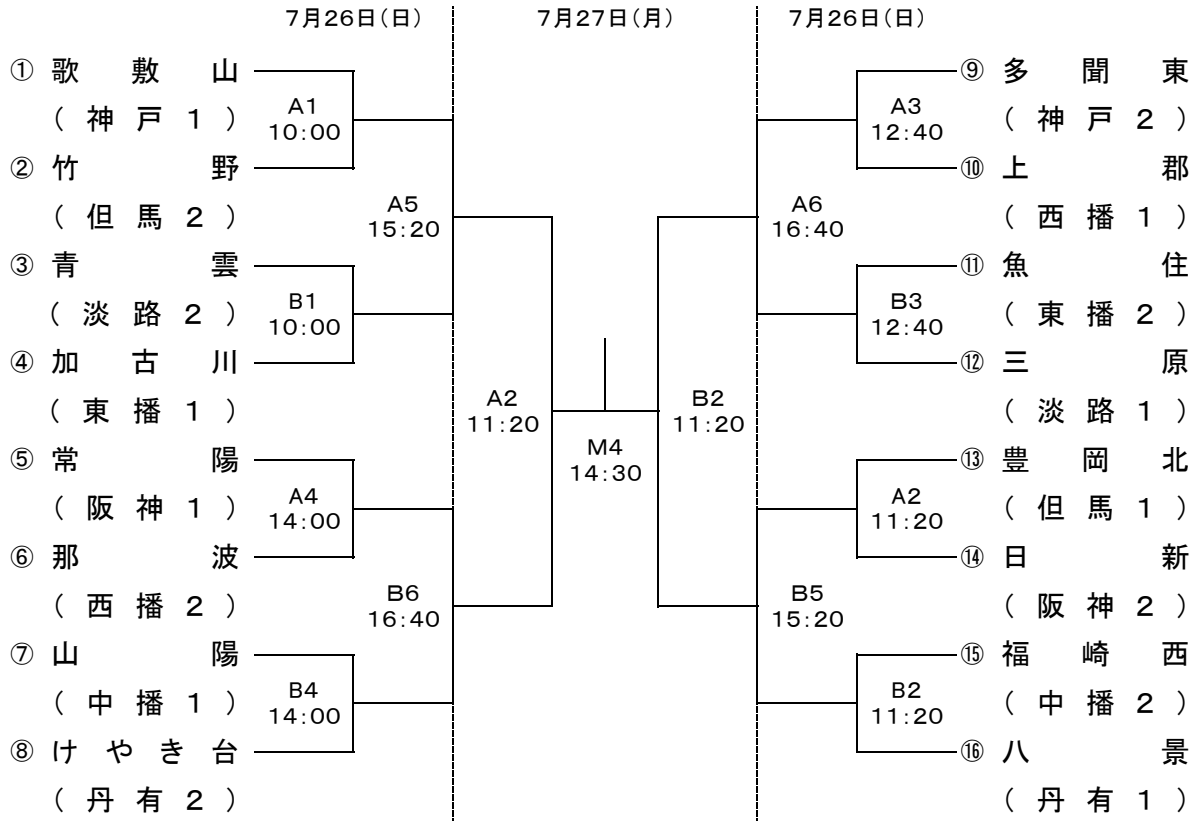 7月26日(日) 7月27日(月) 7月26日(日)
① 歌敷山 ⑨ 多聞東
(神戸1) A1 A3 (神戸2)
10:00 12:40
② 竹野 ⑩ 上郡
(但馬2) A5 A6 (西播1)
15:20 16:40
③ 青雲 ⑪ 魚住
(淡路2) B1 B3 (東播2)
10:00 12:40
④ 加古川 ⑫ 三原
(東播1) A2 B2 (淡路1)
11:20 11:20
M4
14:30
⑤ 常陽 ⑬ 豊岡北
(阪神1) A4 A2 (但馬1)
14:00 11:20
⑥ 那波 ⑭ 日新
(西播2) B6 B5 (阪神2)
16:40 15:20
⑦ 山陽 ⑮ 福崎西
(中播1) B4 B2 (中播2)
14:00 11:20
⑧ けやき台 ⑯ 八景
(丹有2) (丹有1)